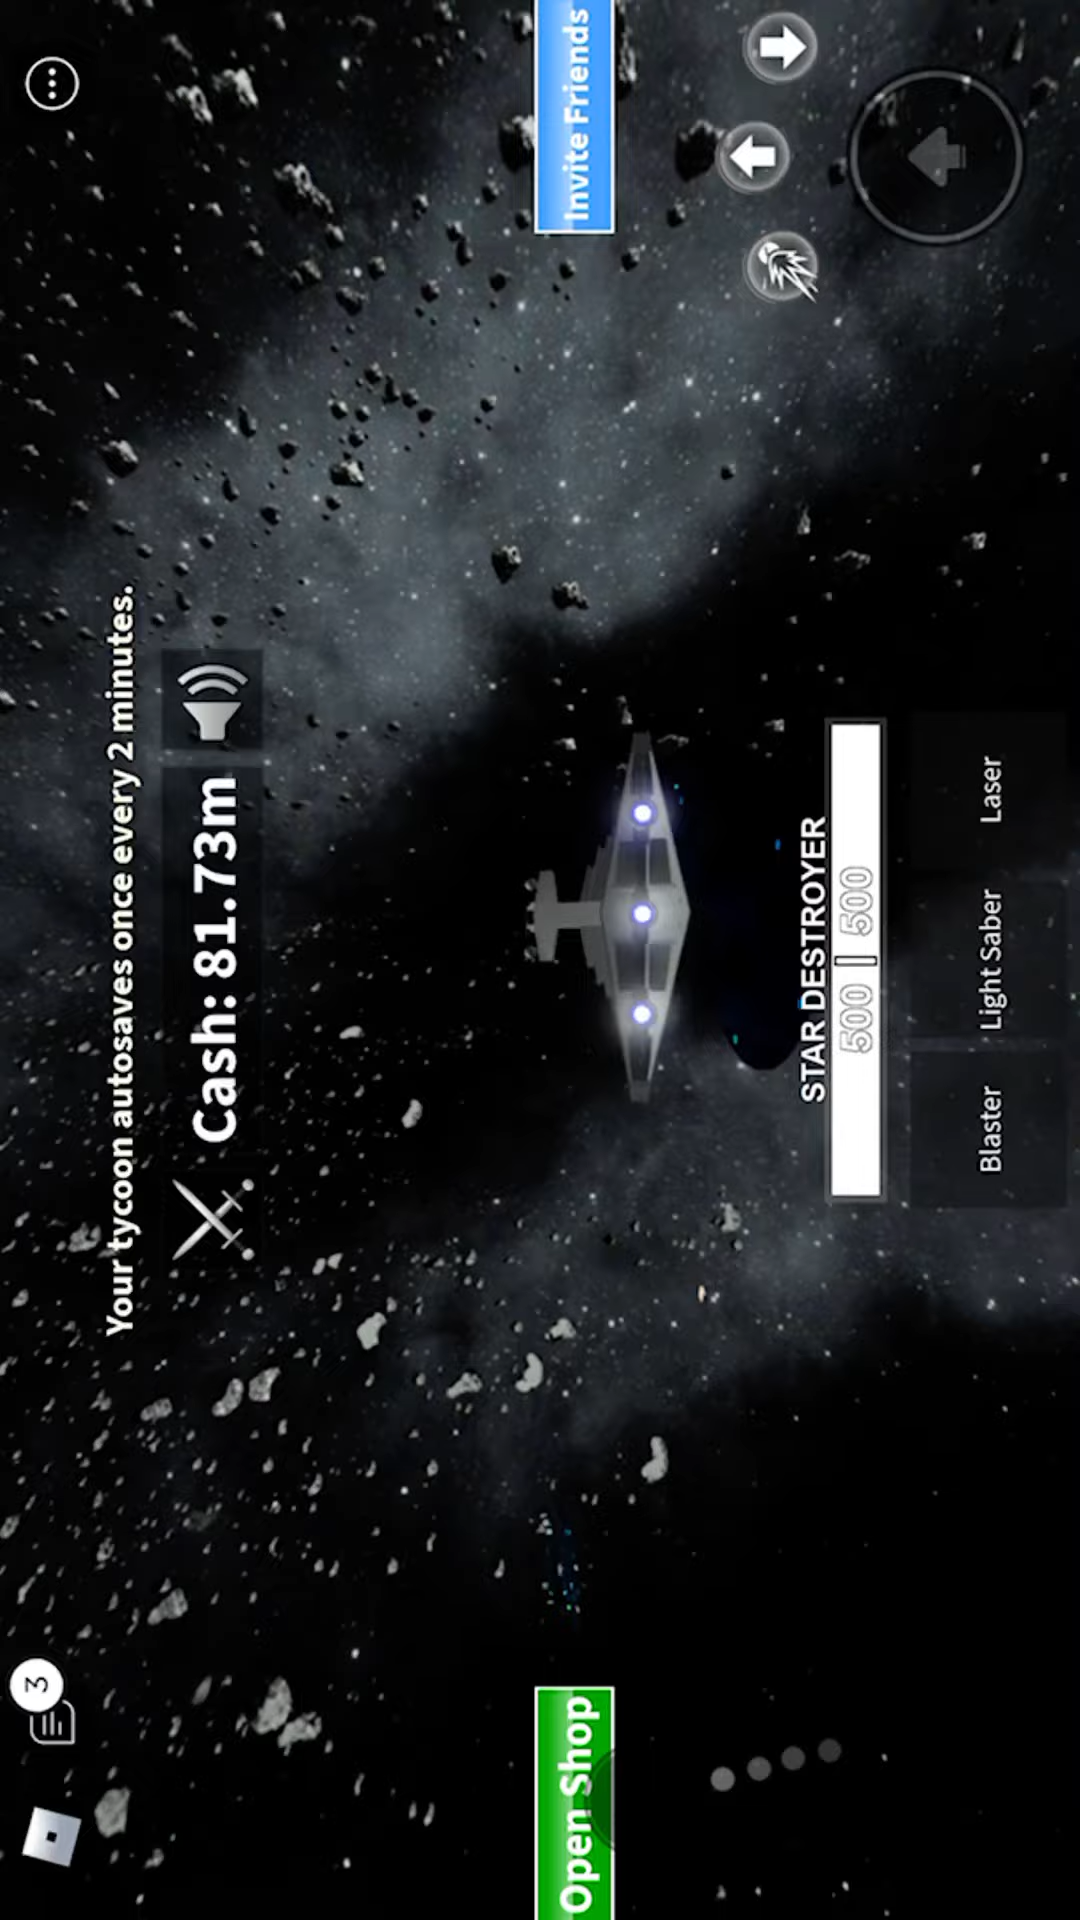 3
Your tycoon autosaves once every 2 minutes.
Cash: 81.73m
Open Shop
Invite Friends
STAR DESTROYER
500 | 500
Blaster
Light Saber
Laser